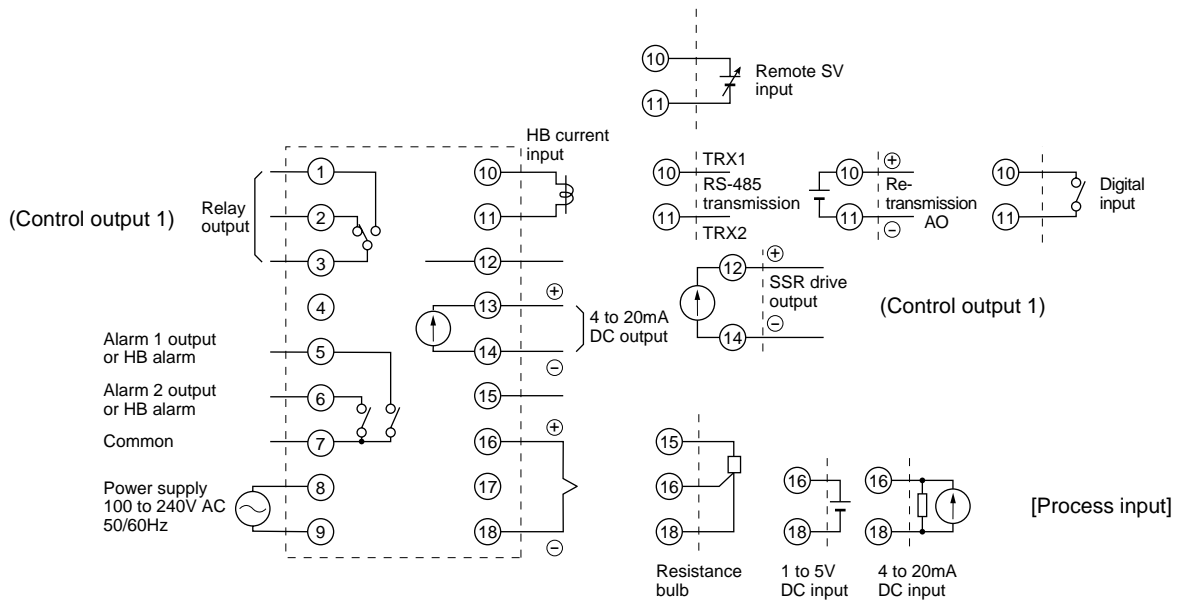 10
Remote SV
input
11
HB current
input
10
TRX1
RS-485
transmission
11
TRX2
10
⊕
Re-
transmission
AO
11
⊖
10
Digital
input
11
(Control output 1)
Relay
output
1
2
3
4
Alarm 1 output
or HB alarm
5
Alarm 2 output
or HB alarm
6
Common
7
Power supply
100 to 240V AC
50/60Hz
8
9
10
11
12
13
⊕
4 to 20mA
DC output
14
⊖
15
16
⊕
17
18
⊖
12
⊕
SSR drive
output
14
⊖
(Control output 1)
15
16
18
Resistance
bulb
16
18
1 to 5V
DC input
16
18
4 to 20mA
DC input
[Process input]